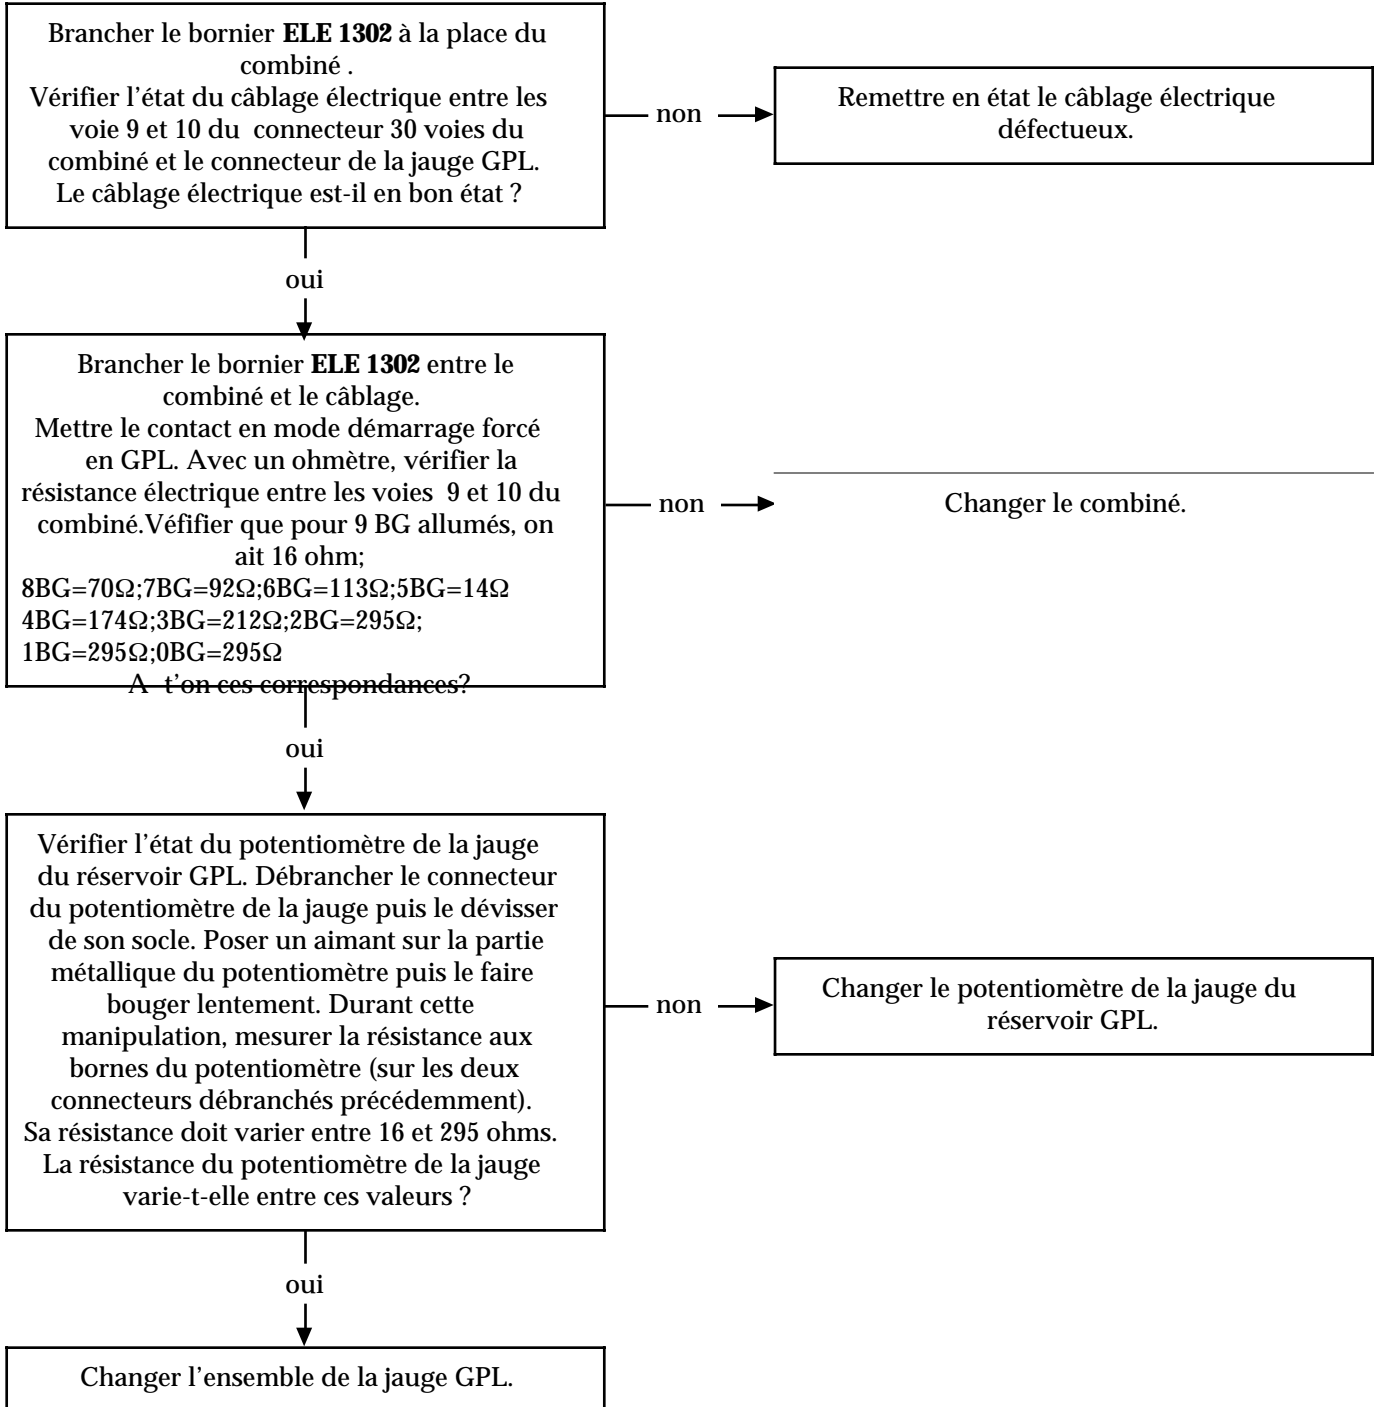 Brancher le bornier ELE 1302 à la place du
combiné .
Vérifier l’état du câblage électrique entre les
voie 9 et 10 du  connecteur 30 voies du
combiné et le connecteur de la jauge GPL.
Le câblage électrique est-il en bon état ?
non
Remettre en état le câblage électrique
défectueux.
oui
Brancher le bornier ELE 1302 entre le
combiné et le câblage.
Mettre le contact en mode démarrage forcé
en GPL. Avec un ohmètre, vérifier la
résistance électrique entre les voies  9 et 10 du
combiné.Véfifier que pour 9 BG allumés, on
ait 16 ohm;
8BG=70Ω;7BG=92Ω;6BG=113Ω;5BG=14Ω
4BG=174Ω;3BG=212Ω;2BG=295Ω;
1BG=295Ω;0BG=295Ω
A  t’on ces correspondances?
non
Changer le combiné.
oui
Vérifier l’état du potentiomètre de la jauge
du réservoir GPL. Débrancher le connecteur
du potentiomètre de la jauge puis le dévisser
de son socle. Poser un aimant sur la partie
métallique du potentiomètre puis le faire
bouger lentement. Durant cette
manipulation, mesurer la résistance aux
bornes du potentiomètre (sur les deux
connecteurs débranchés précédemment).
Sa résistance doit varier entre 16 et 295 ohms.
La résistance du potentiomètre de la jauge
varie-t-elle entre ces valeurs ?
non
Changer le potentiomètre de la jauge du
réservoir GPL.
oui
Changer l’ensemble de la jauge GPL.